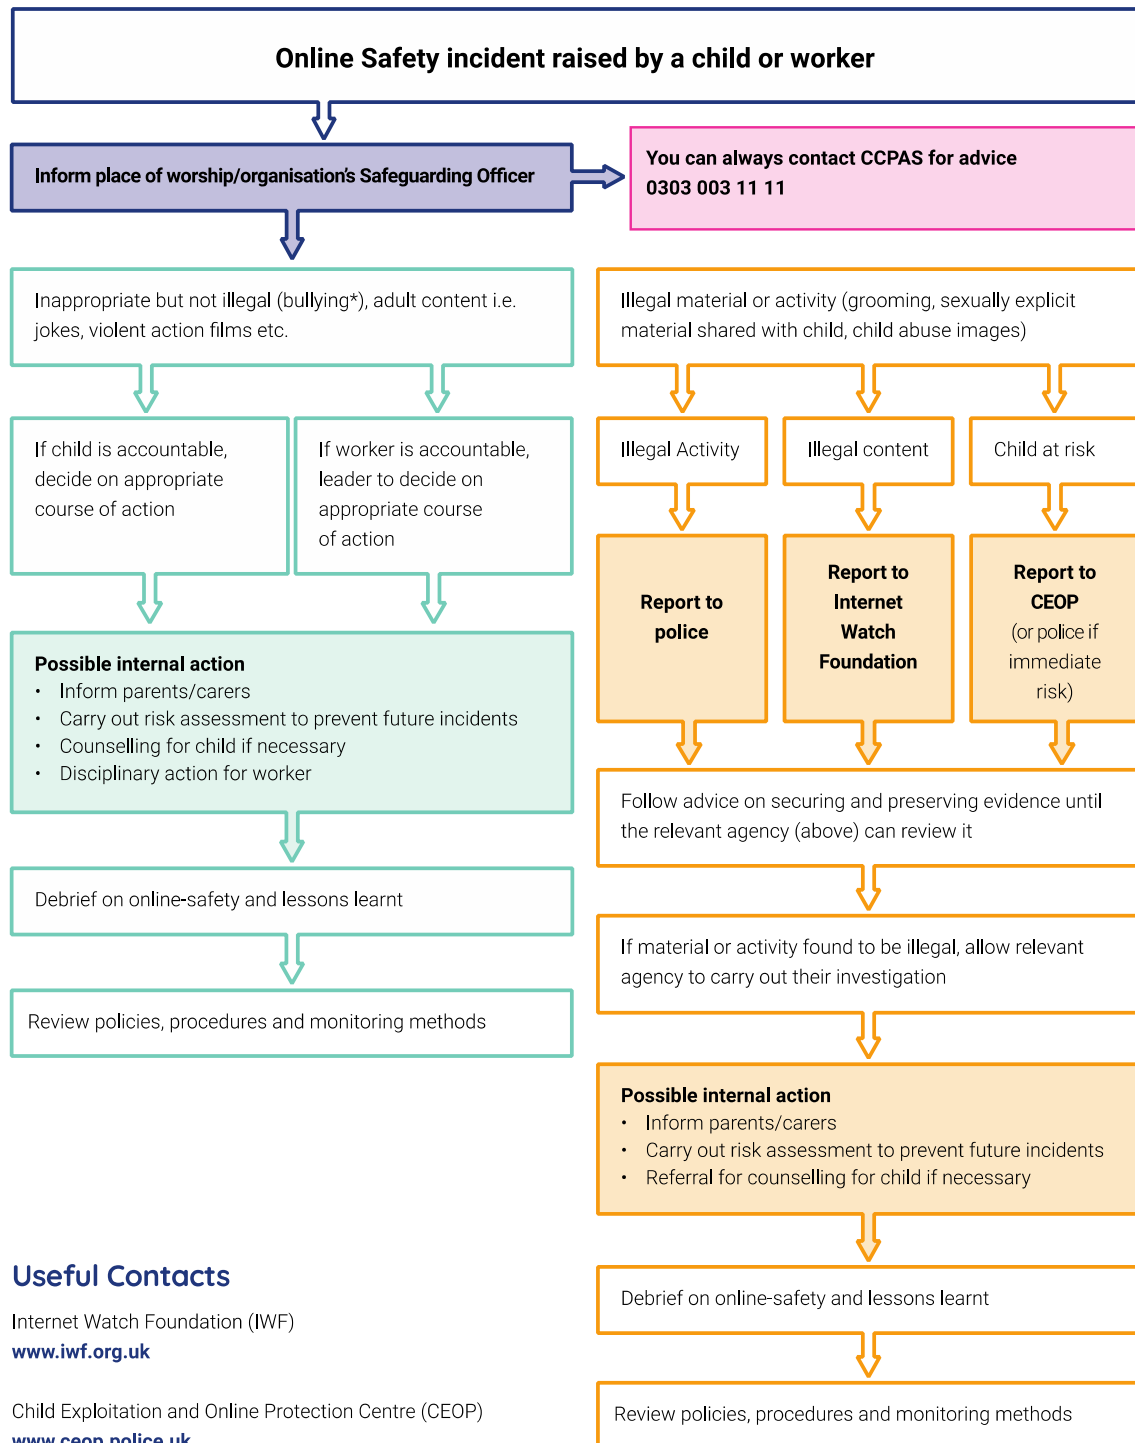 Online Safety incident raised by a child or worker
Inform place of worship/organisation's Safeguarding Officer
You can always contact CCPAS for advice
0303 003 11 11
Inappropriate but not illegal (bullying*), adult content i.e.
jokes, violent action films etc.
If child is accountable,
decide on appropriate
course of action
If worker is accountable,
leader to decide on
appropriate course
of action
Possible internal action
• Inform parents/carers
• Carry out risk assessment to prevent future incidents
• Counselling for child if necessary
• Disciplinary action for worker
Debrief on online-safety and lessons learnt
Review policies, procedures and monitoring methods
Illegal material or activity (grooming, sexually explicit
material shared with child, child abuse images)
Illegal Activity
Illegal content
Child at risk
Report to
police
Report to
Internet
Watch
Foundation
Report to
CEOP
(or police if
immediate
risk)
Follow advice on securing and preserving evidence until
the relevant agency (above) can review it
If material or activity found to be illegal, allow relevant
agency to carry out their investigation
Possible internal action
• Inform parents/carers
• Carry out risk assessment to prevent future incidents
• Referral for counselling for child if necessary
Debrief on online-safety and lessons learnt
Review policies, procedures and monitoring methods
Useful Contacts
Internet Watch Foundation (IWF)
www.iwf.org.uk
Child Exploitation and Online Protection Centre (CEOP)
www.ceop.police.uk